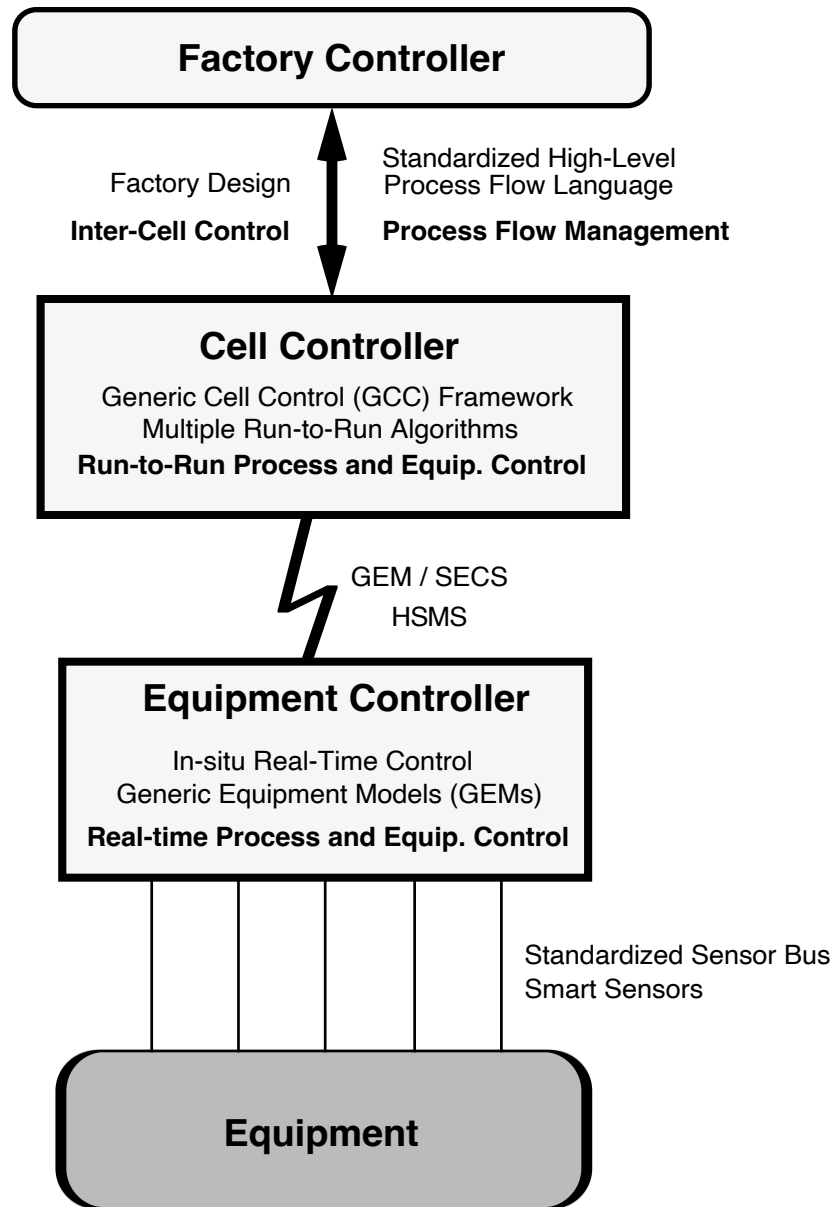 Factory Controller
Factory Design
Inter-Cell Control
Standardized High-Level
Process Flow Language
Process Flow Management
Cell Controller
Generic Cell Control (GCC) Framework
Multiple Run-to-Run Algorithms
Run-to-Run Process and Equip. Control
GEM / SECS
HSMS
Equipment Controller
In-situ Real-Time Control
Generic Equipment Models (GEMs)
Real-time Process and Equip. Control
Standardized Sensor Bus
Smart Sensors
Equipment